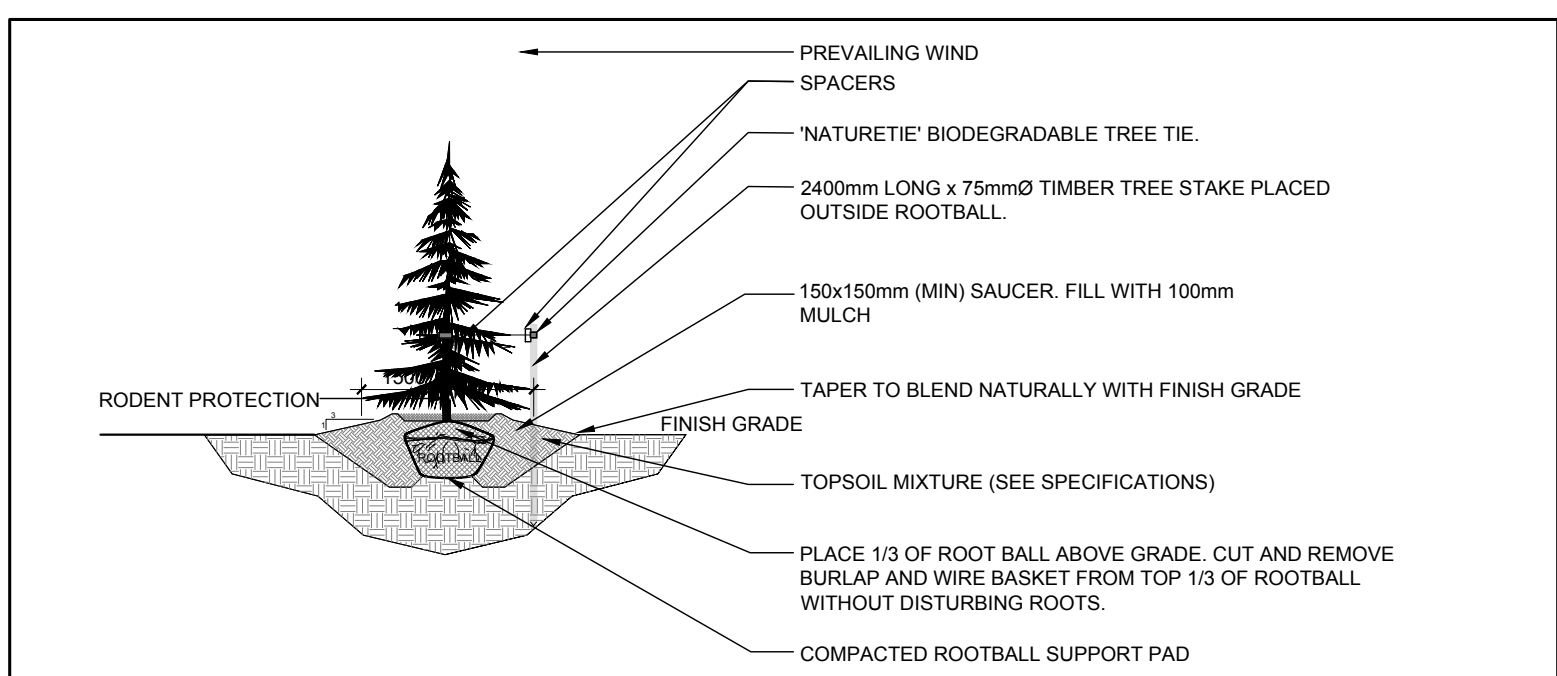 PREVAILING WIND
SPACERS
'NATURETIE' BIODEGRADABLE TREE TIE.
2400mm LONG x 75mmØ TIMBER TREE STAKE PLACED
OUTSIDE ROOTBALL.
150x150mm (MIN) SAUCER. FILL WITH 100mm
MULCH
TAPER TO BLEND NATURALLY WITH FINISH GRADE
RODENT PROTECTION
3
1
FINISH GRADE
ROOTBALL
TOPSOIL MIXTURE (SEE SPECIFICATIONS)
PLACE 1/3 OF ROOT BALL ABOVE GRADE. CUT AND REMOVE
BURLAP AND WIRE BASKET FROM TOP 1/3 OF ROOTBALL
WITHOUT DISTURBING ROOTS.
COMPACTED ROOTBALL SUPPORT PAD